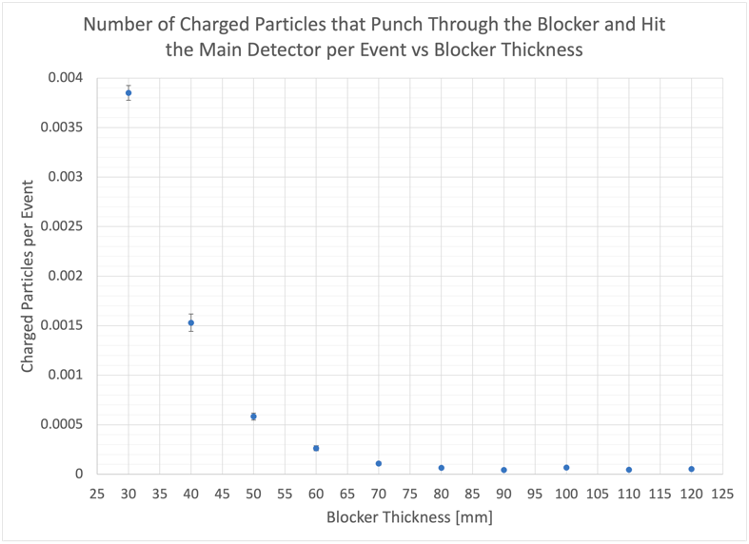 Number of Charged Particles that Punch Through the Blocker and Hit
the Main Detector per Event vs Blocker Thickness
Charged Particles per Event
0.004
0.0035
0.003
0.0025
0.002
0.0015
0.001
0.0005
0
25 30 35 40 45 50 55 60 65 70 75 80 85 90 95 100 105 110 115 120 125
Blocker Thickness [mm]